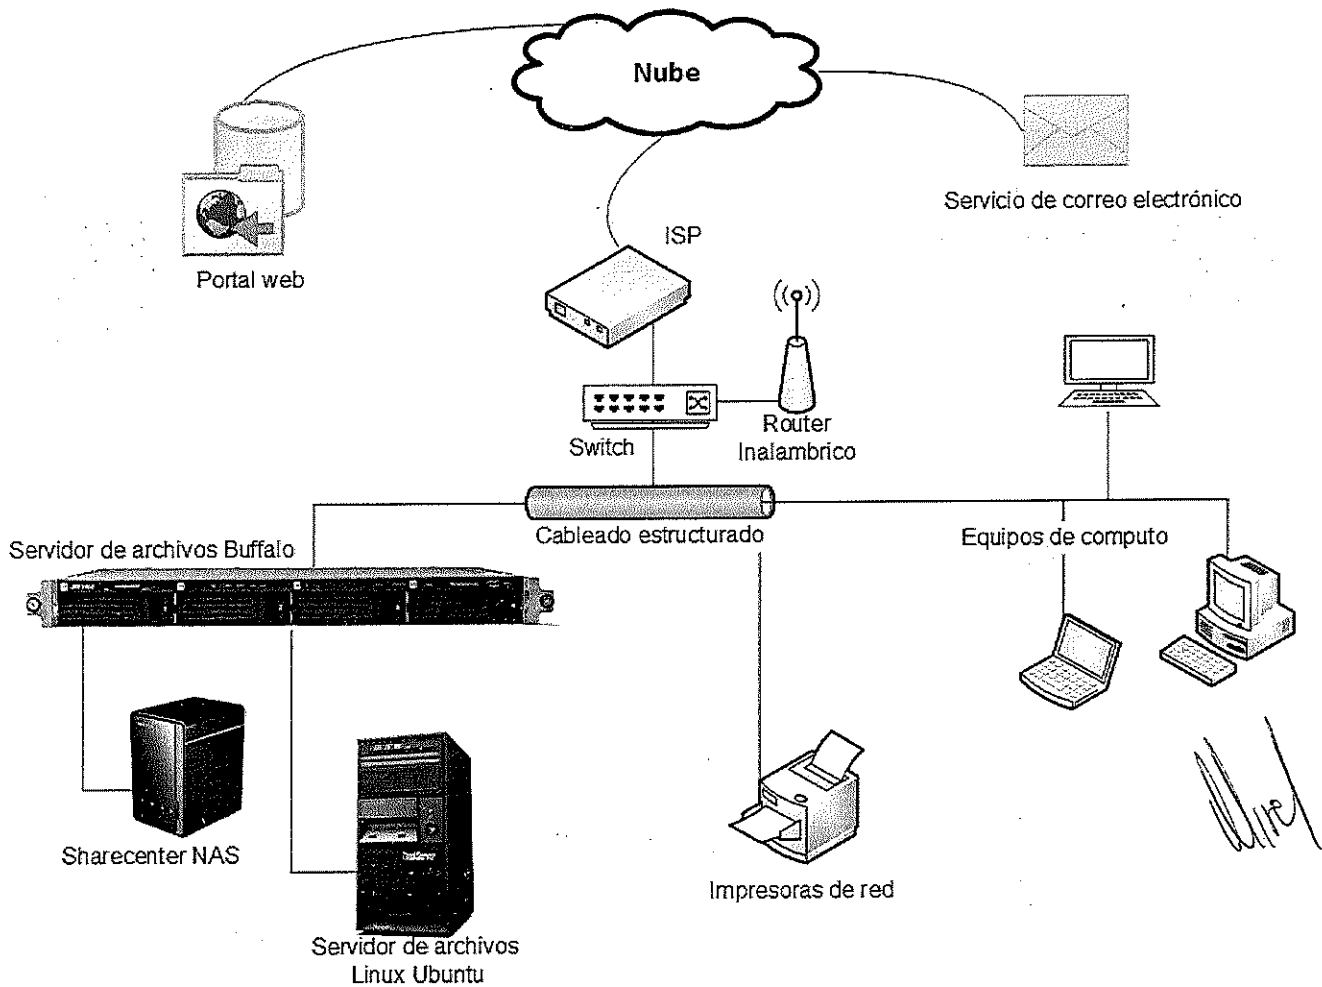 Nube
Servicio de correo electrónico
ISP
Portal web
Router
Inalambrico
Switch
Cableado estructurado
Equipos de computo
Servidor de archivos Buffalo
Sharecenter NAS
Impresoras de red
Servidor de archivos
Linux Ubuntu